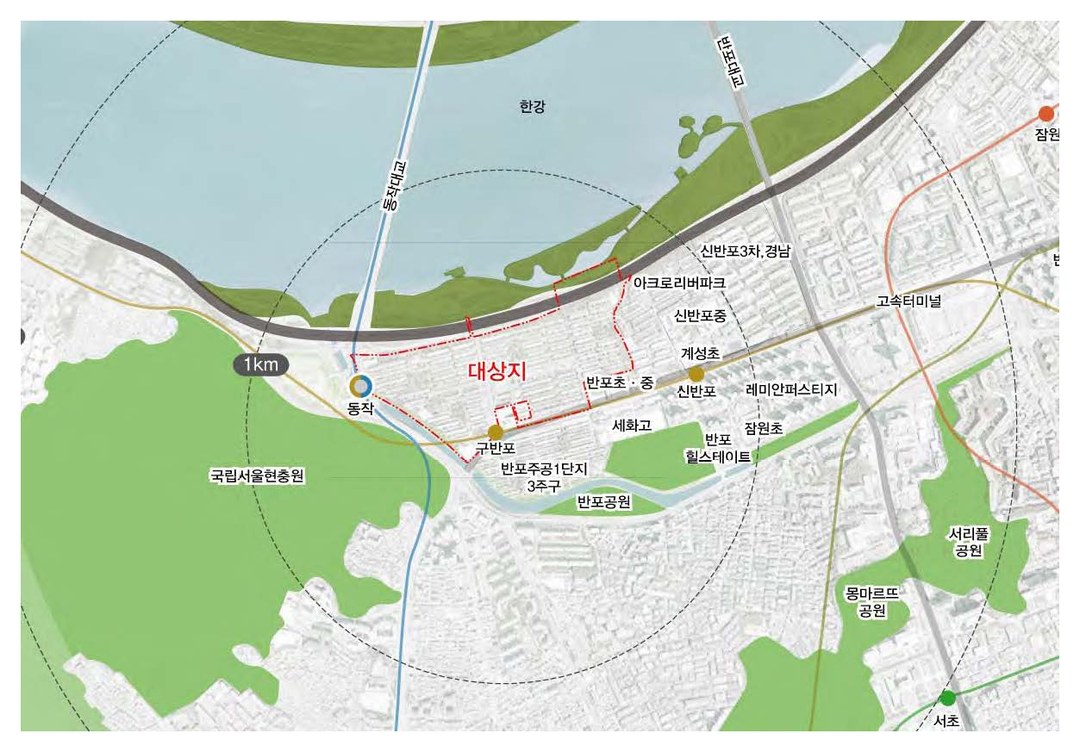 한강
반포대교
동작대교
잠원
신반포3차,경남
아크로리버파크
고속터미널
신반포중
1km
대상지
계성초
반포초 · 중
신반포
레미안퍼스티지
동작
세화고
잠원초
구반포
반포
힐스테이트
반포주공1단지
3주구
국립서울현충원
반포공원
서리풀
공원
몽마르뜨
공원
서초